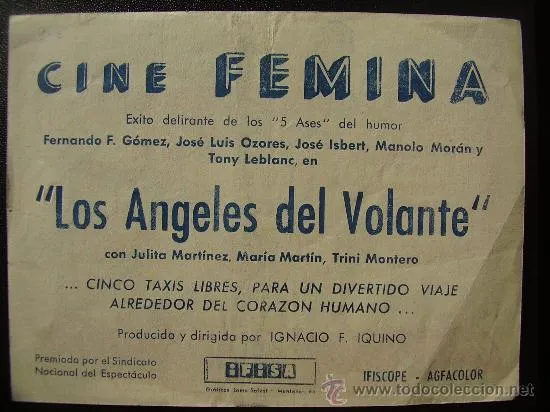 CINE FEMINA
Exito delirante de los "5 Ases" del humor
Fernando F. Gómez, José Luis Ozores, José Isbert, Manolo Morán y
Tony Leblanc, en
"Los Angeles del Volante"
con Julita Martínez, María Martín, Trini Montero
... CINCO TAXIS LIBRES, PARA UN DIVERTIDO VIAJE
ALREDEDOR DEL CORAZON HUMANO ...
Producida y dirigida por IGNACIO F. IQUINO
Premiada por el Sindicato
Nacional del Espectáculo
IFISA
IFISCOPE - AGFACOLOR
todocoleccion.net